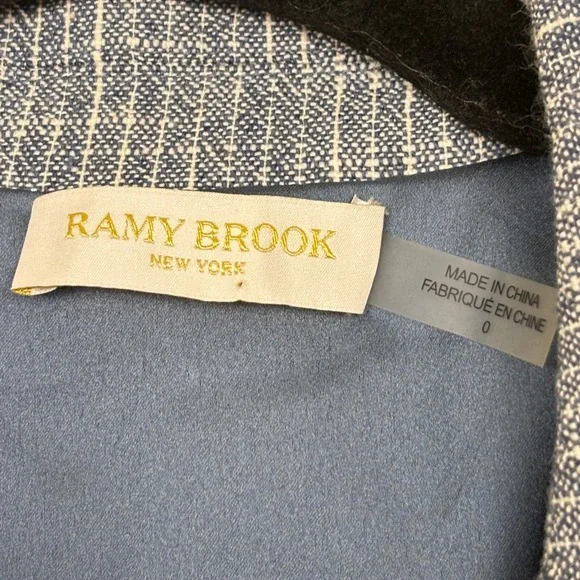 RAMY BROOK
NEW YORK
MADE IN CHINA
FABRIQUÉ EN CHINE
0